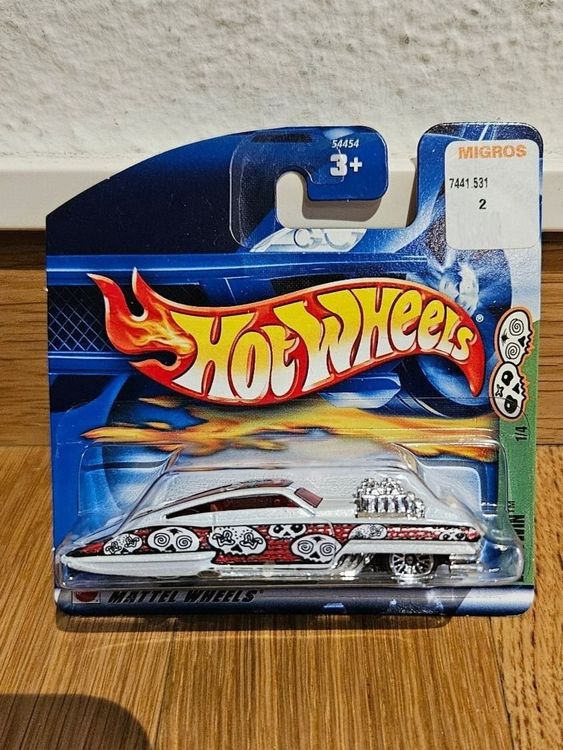 54454
3+
MIGROS
7441.531
2
HOT WHEELS®
1/4
MATTEL WHEELS